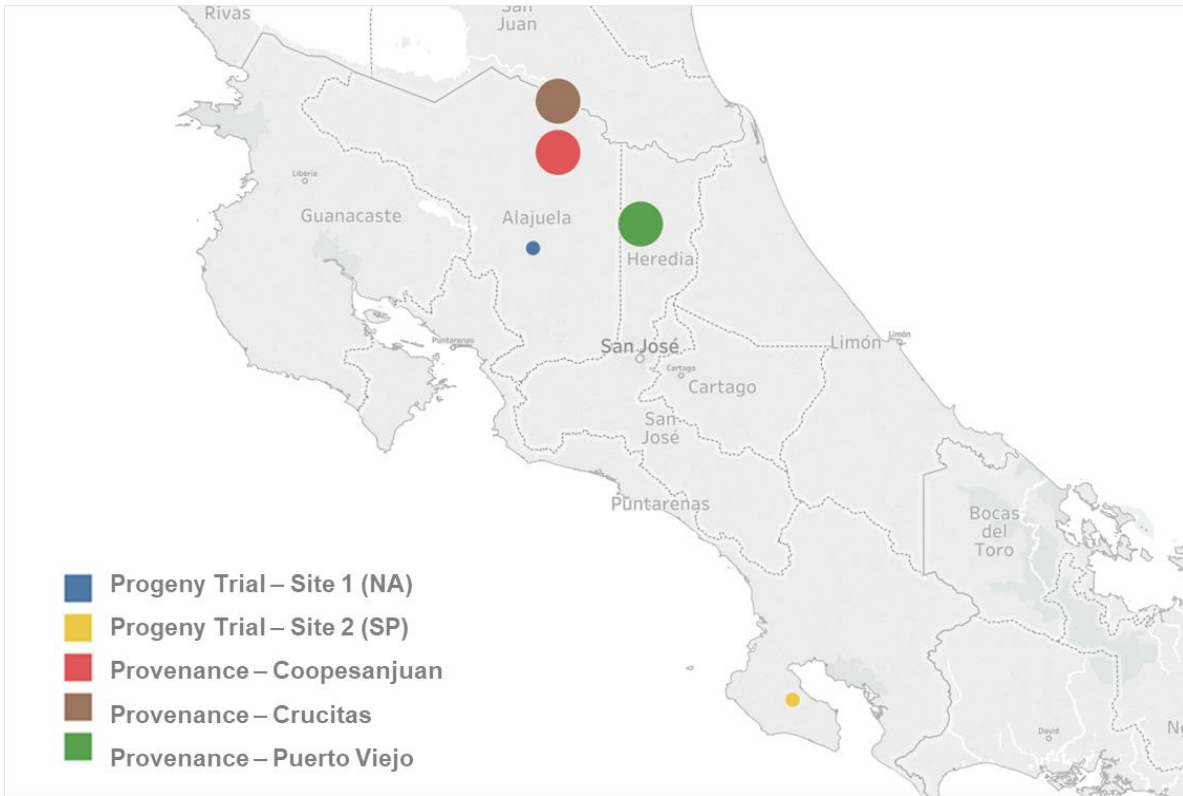 Rivas
San
Juan
Liberia
Guanacaste
Alajuela
Heredia
Puntarenas
San José
Limón
Limón
Cartago
Cartago
San
José
Puntarenas
Bocas
del
Toro
David
Progeny Trial – Site 1 (NA)
Progeny Trial – Site 2 (SP)
Provenance – Coopesanjuan
Provenance – Crucitas
Provenance – Puerto Viejo